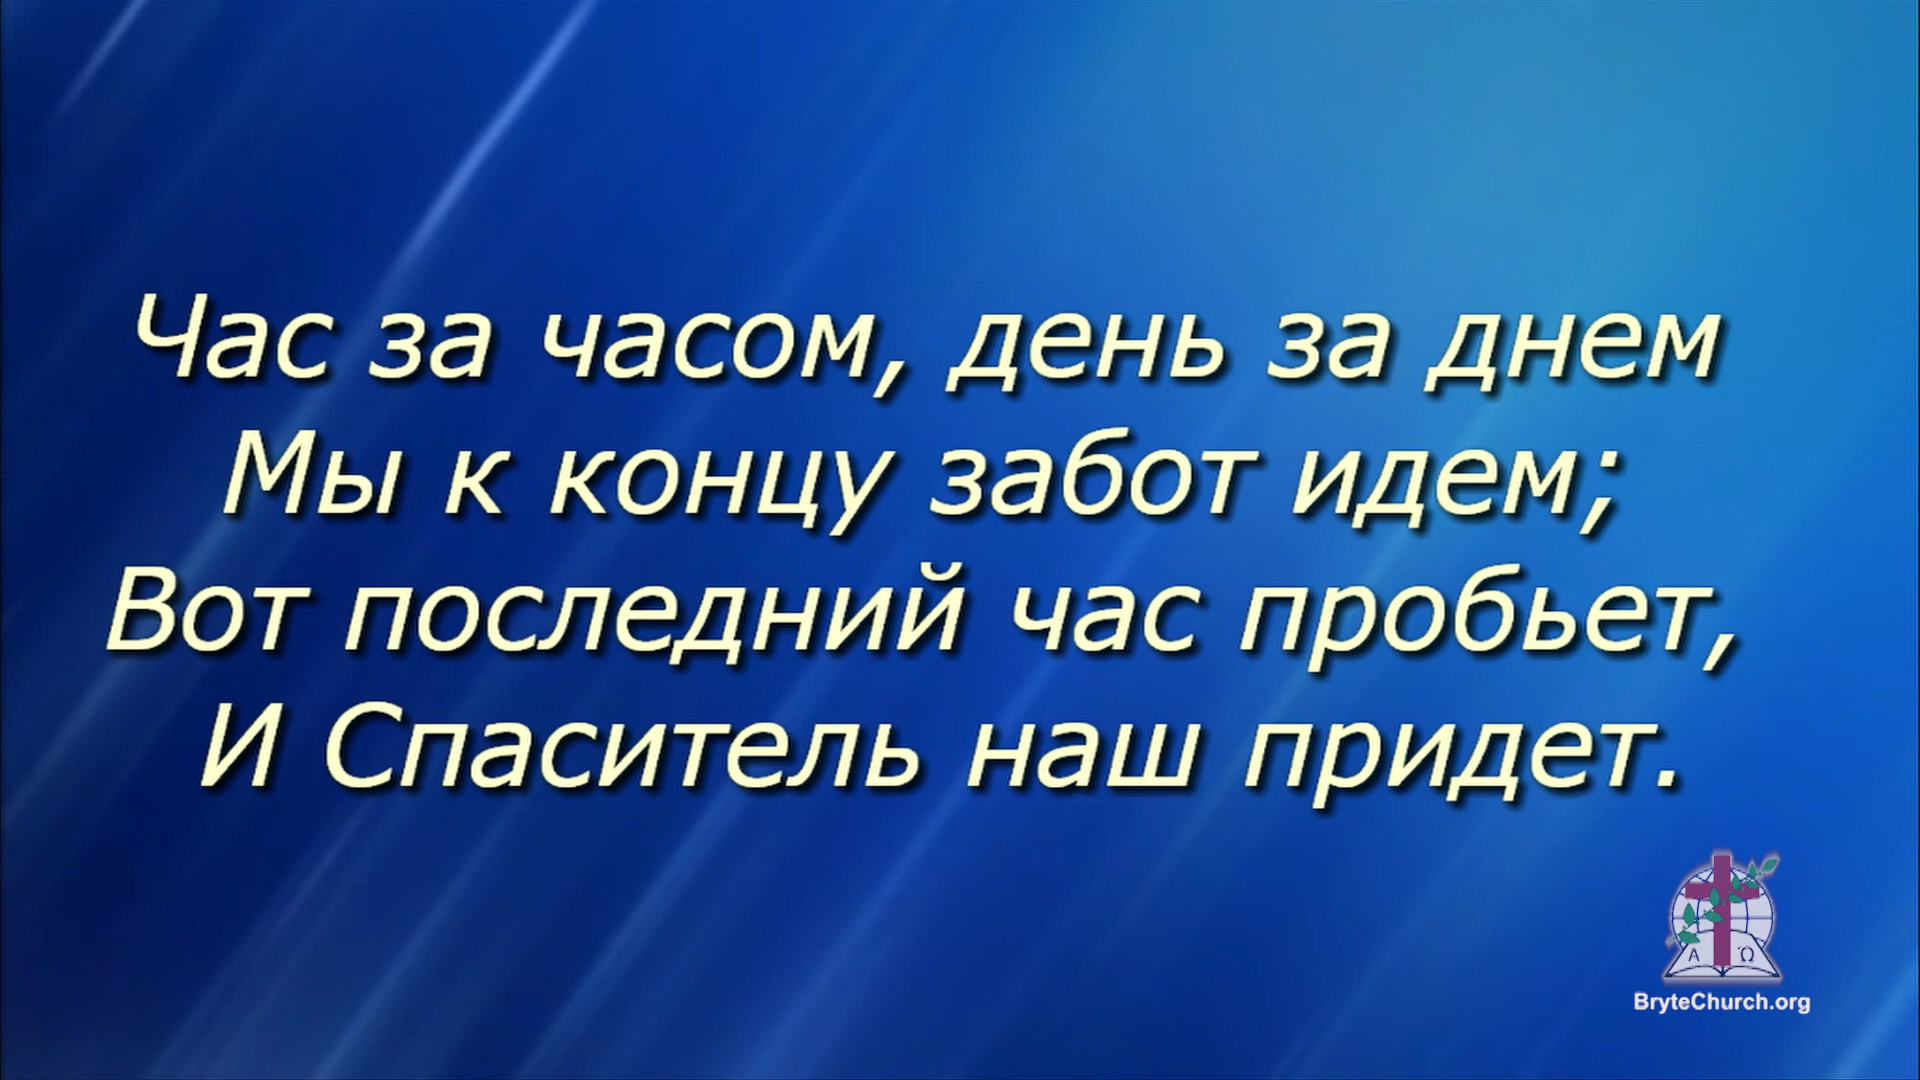 Час за часом, день за днем
Мы к концу забот идем;
Вот последний час пробьет,
И Спаситель наш придет.
Α Ω
BryteChurch.org